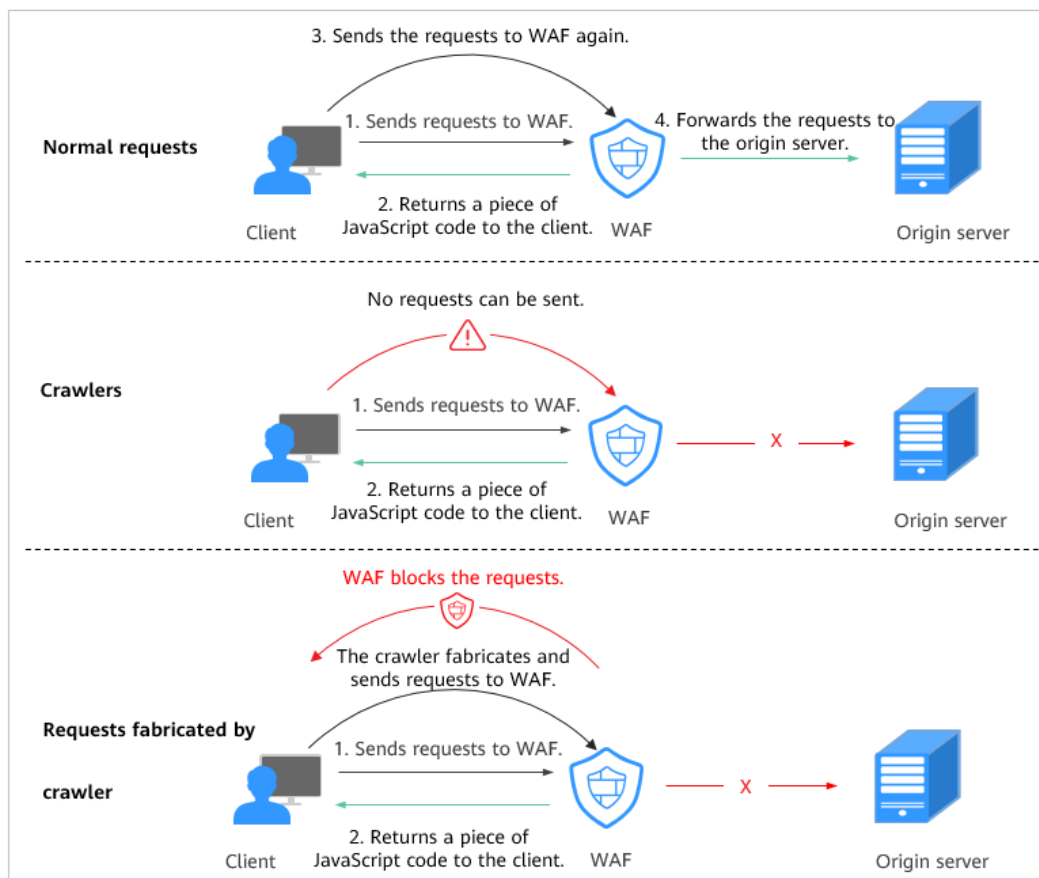 3. Sends the requests to WAF again.
1. Sends requests to WAF.
4. Forwards the requests to
the origin server.
Normal requests
2. Returns a piece of
JavaScript code to the client.
Client
WAF
Origin server
No requests can be sent.
Crawlers
1. Sends requests to WAF.
X
2. Returns a piece of
JavaScript code to the client.
Client
WAF
Origin server
WAF blocks the requests.
The crawler fabricates and
sends requests to WAF.
Requests fabricated by
crawler
1. Sends requests to WAF.
X
2. Returns a piece of
JavaScript code to the client.
Client
WAF
Origin server